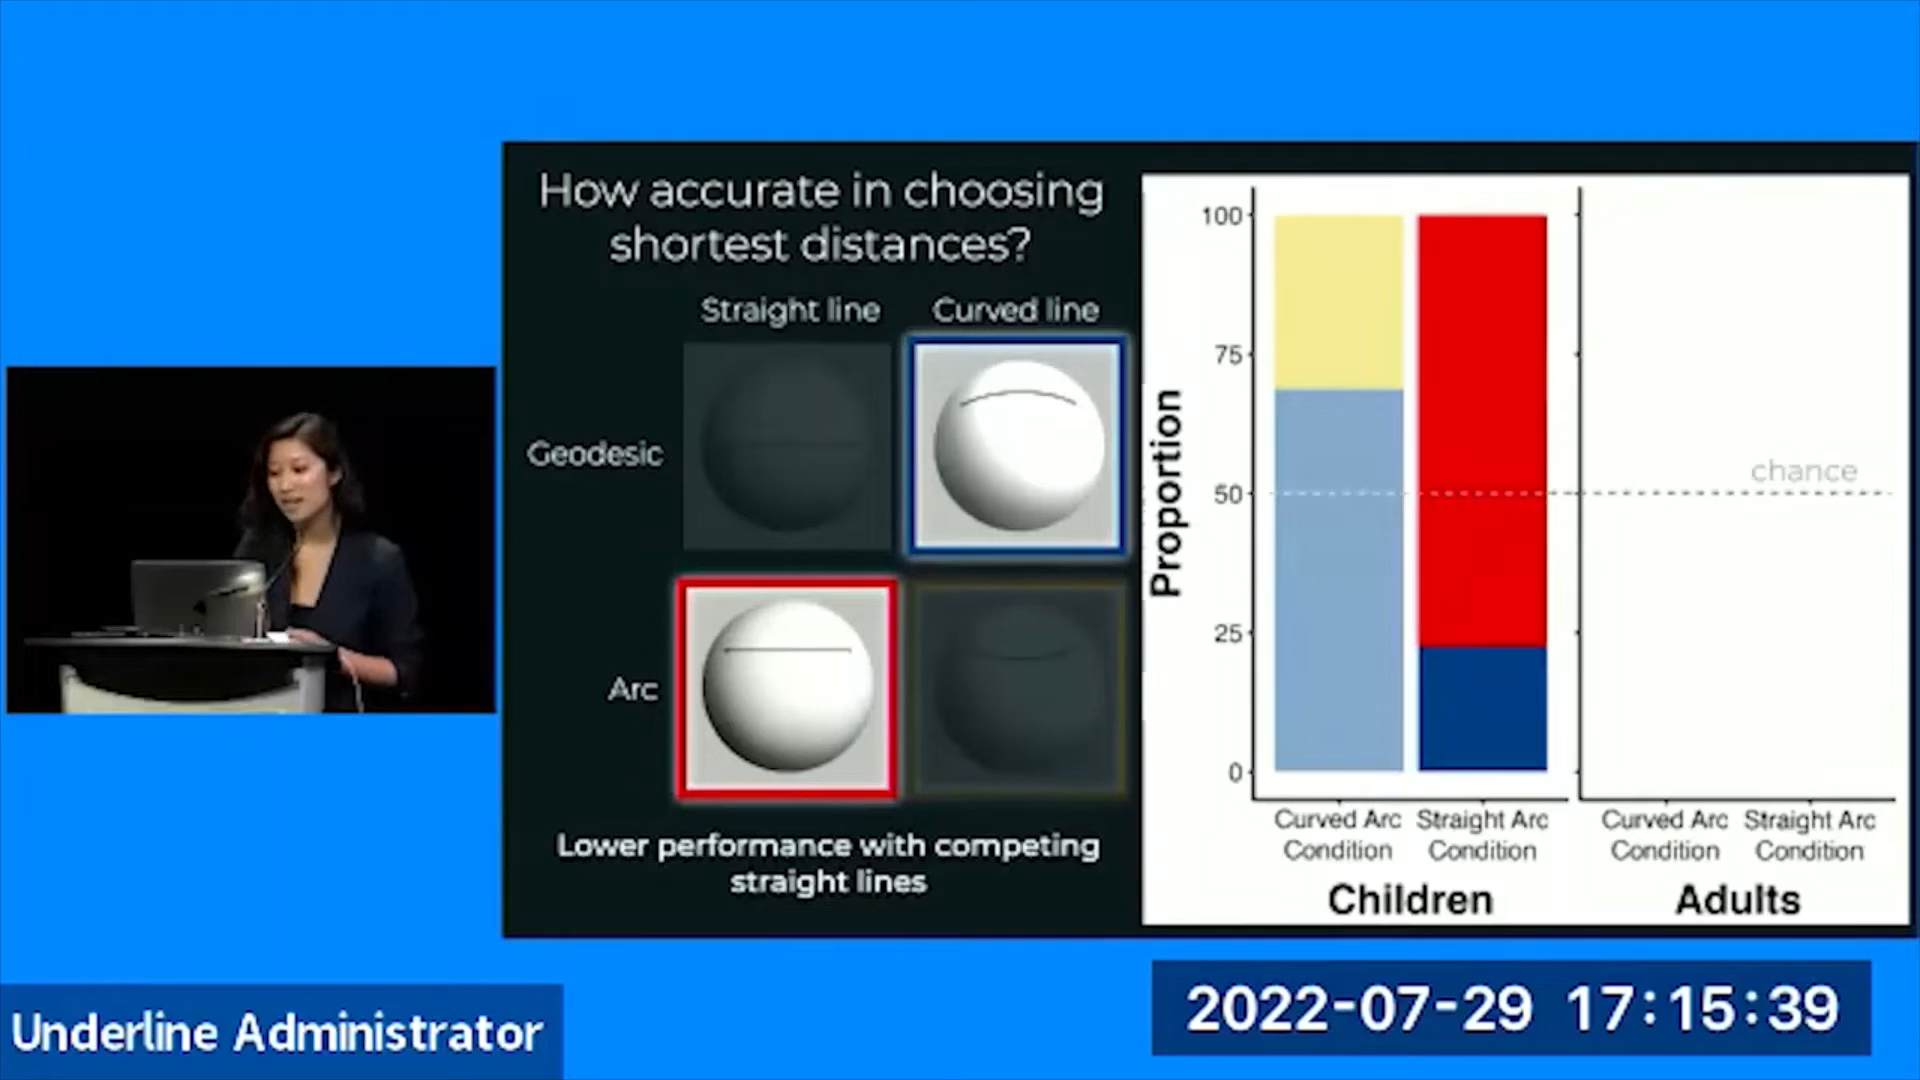 How accurate in choosing
shortest distances?
Straight line
Curved line
Geodesic
Arc
Lower performance with competing
straight lines
Proportion
100
75
50
25
0
chance
Curved Arc
Condition
Straight Arc
Condition
Children
Curved Arc
Condition
Straight Arc
Condition
Adults
Underline Administrator
2022-07-29 17:15:39